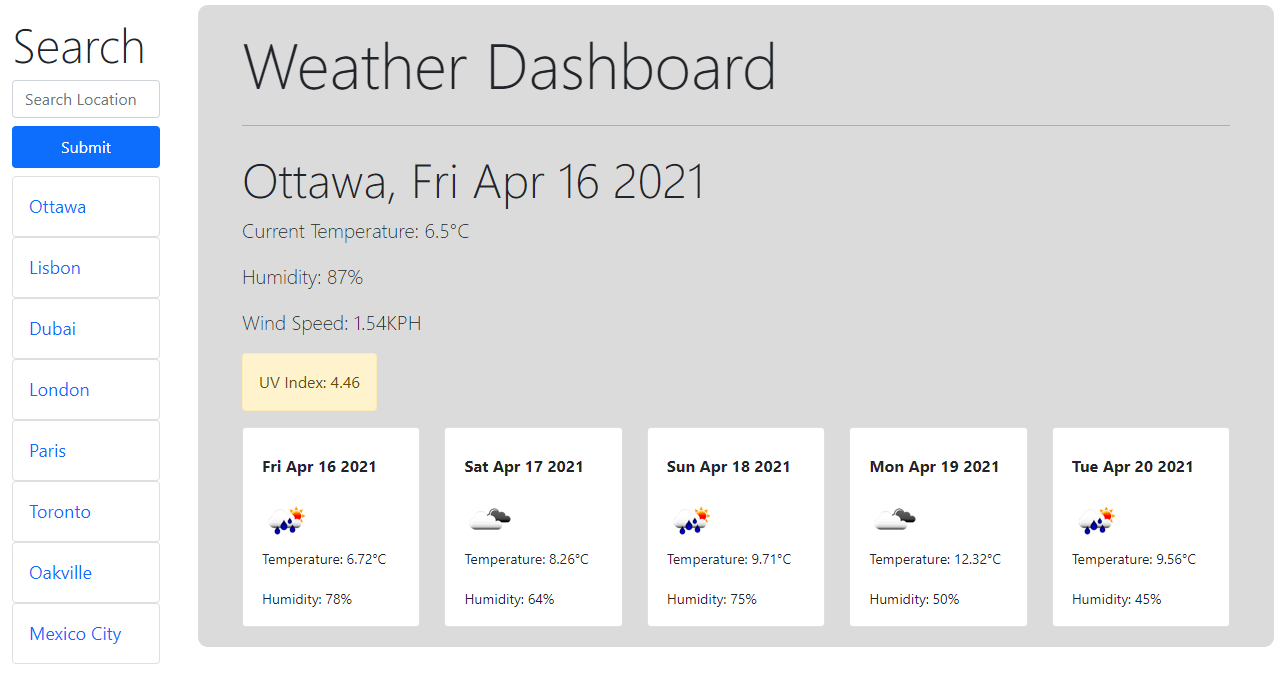 Search
Search Location
Submit
Ottawa
Lisbon
Dubai
London
Paris
Toronto
Oakville
Mexico City
Weather Dashboard
Ottawa, Fri Apr 16 2021
Current Temperature: 6.5°C
Humidity: 87%
Wind Speed: 1.54KPH
UV Index: 4.46
Fri Apr 16 2021
Temperature: 6.72°C
Humidity: 78%
Sat Apr 17 2021
Temperature: 8.26°C
Humidity: 64%
Sun Apr 18 2021
Temperature: 9.71°C
Humidity: 75%
Mon Apr 19 2021
Temperature: 12.32°C
Humidity: 50%
Tue Apr 20 2021
Temperature: 9.56°C
Humidity: 45%